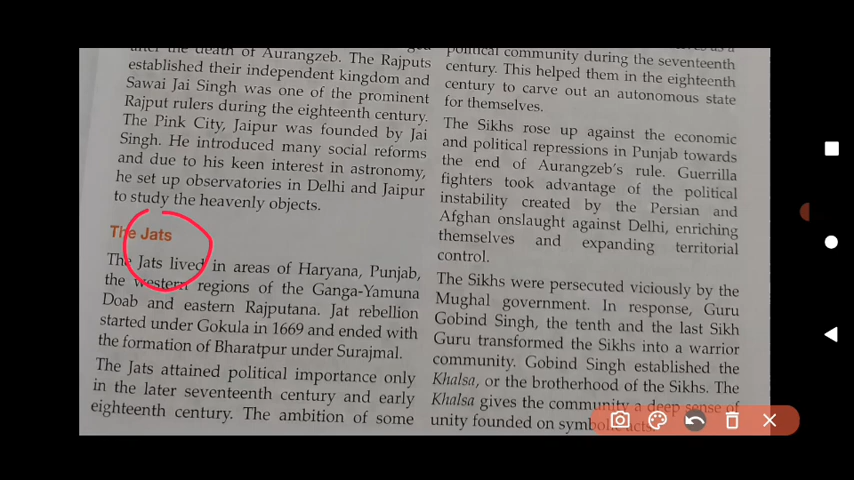 after the death of Aurangzeb. The Rajputs
established their independent kingdom and
Sawai Jai Singh was one of the prominent
Rajput rulers during the eighteenth century.
The Pink City, Jaipur was founded by Jai
Singh. He introduced many social reforms
and due to his keen interest in astronomy,
he set up observatories in Delhi and Jaipur
to study the heavenly objects.
The Jats
The Jats lived in areas of Haryana, Punjab,
the western regions of the Ganga-Yamuna
Doab and eastern Rajputana. Jat rebellion
started under Gokula in 1669 and ended with
the formation of Bharatpur under Surajmal.
The Jats attained political importance only
in the later seventeenth century and early
eighteenth century. The ambition of some
political community during the seventeenth
century. This helped them in the eighteenth
century to carve out an autonomous state
for themselves.
The Sikhs rose up against the economic
and political repressions in Punjab towards
the end of Aurangzeb's rule. Guerrilla
fighters took advantage of the political
instability created by the Persian and
Afghan onslaught against Delhi, enriching
themselves and expanding territorial
control.
The Sikhs were persecuted viciously by the
Mughal government. In response, Guru
Gobind Singh, the tenth and the last Sikh
Guru transformed the Sikhs into a warrior
community. Gobind Singh established the
Khalsa, or the brotherhood of the Sikhs. The
Khalsa gives the community a deep sense of
unity founded on symbolic acts.